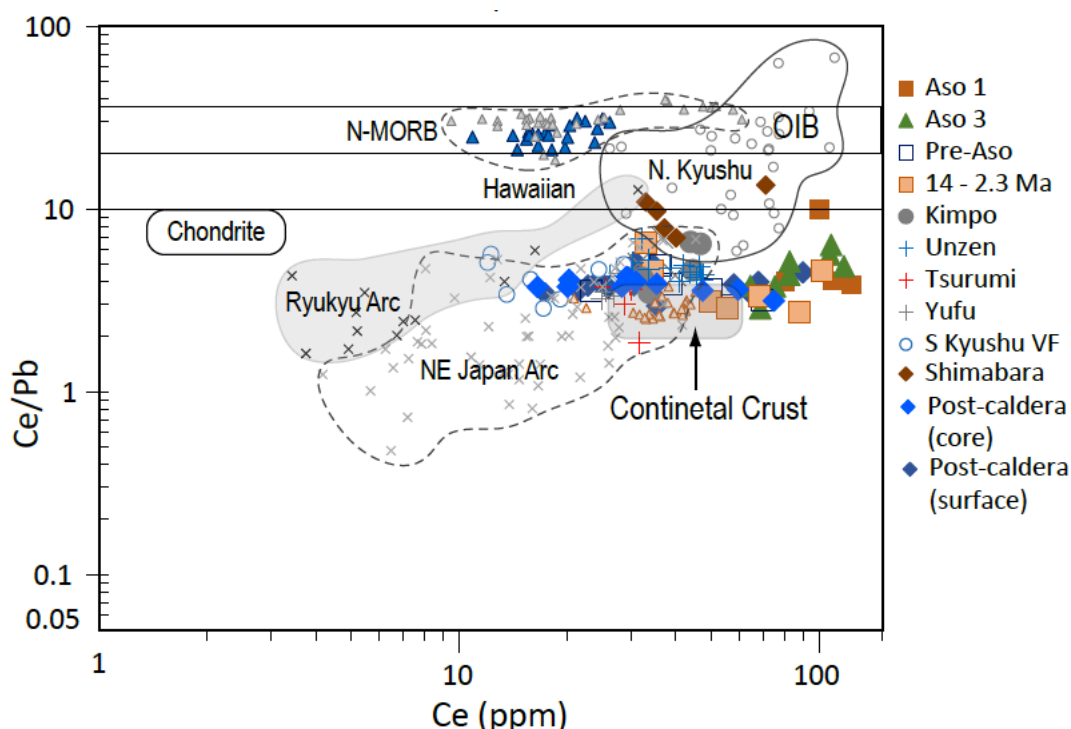 100
10
1
0.1
0.05
Ce/Pb
1
10
100
Ce (ppm)
N-MORB
Hawaiian
OIB
N. Kyushu
Chondrite
Ryukyu Arc
NE Japan Arc
Continetal Crust
Aso 1
Aso 3
Pre-Aso
14 - 2.3 Ma
Kimpo
Unzen
Tsurumi
Yufu
S Kyushu VF
Shimabara
Post-caldera
(core)
Post-caldera
(surface)